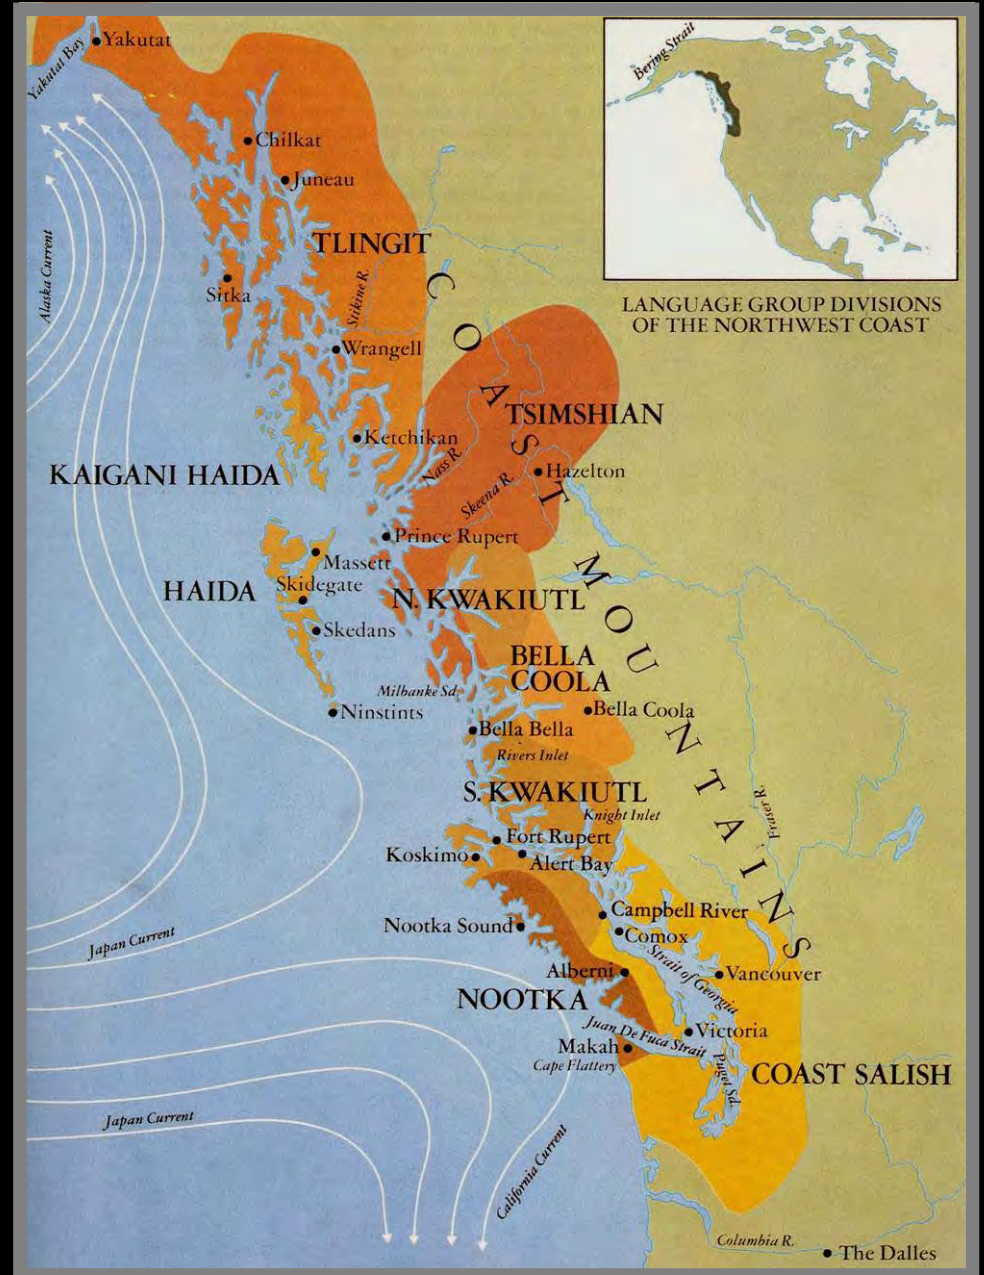 Yakutat
Yakutat Bay
Bering Strait
Chilkat
Juneau
TLINGIT
Alaska Current
Sitka
Stikine R.
LANGUAGE GROUP DIVISIONS
OF THE NORTHWEST COAST
Wrangell
COAST MOUNTAINS
TSIMSHIAN
Ketchikan
Nass R.
KAIGANI HAIDA
Hazelton
Skeena R.
Prince Rupert
Massett
Skidegate
HAIDA
N. KWAKIUTL
Skedans
BELLA
COOLA
Milbanke Sd.
Ninstints
Bella Coola
Bella Bella
Rivers Inlet
S. KWAKIUTL
Knight Inlet
Fraser R.
Fort Rupert
Koskimo
Alert Bay
Campbell River
Nootka Sound
Comox
Japan Current
Strait of Georgia
Alberni
Vancouver
NOOTKA
Juan De Fuca Strait
Victoria
Makah
Cape Flattery
Puget Sd.
COAST SALISH
Japan Current
California Current
Columbia R.
The Dalles